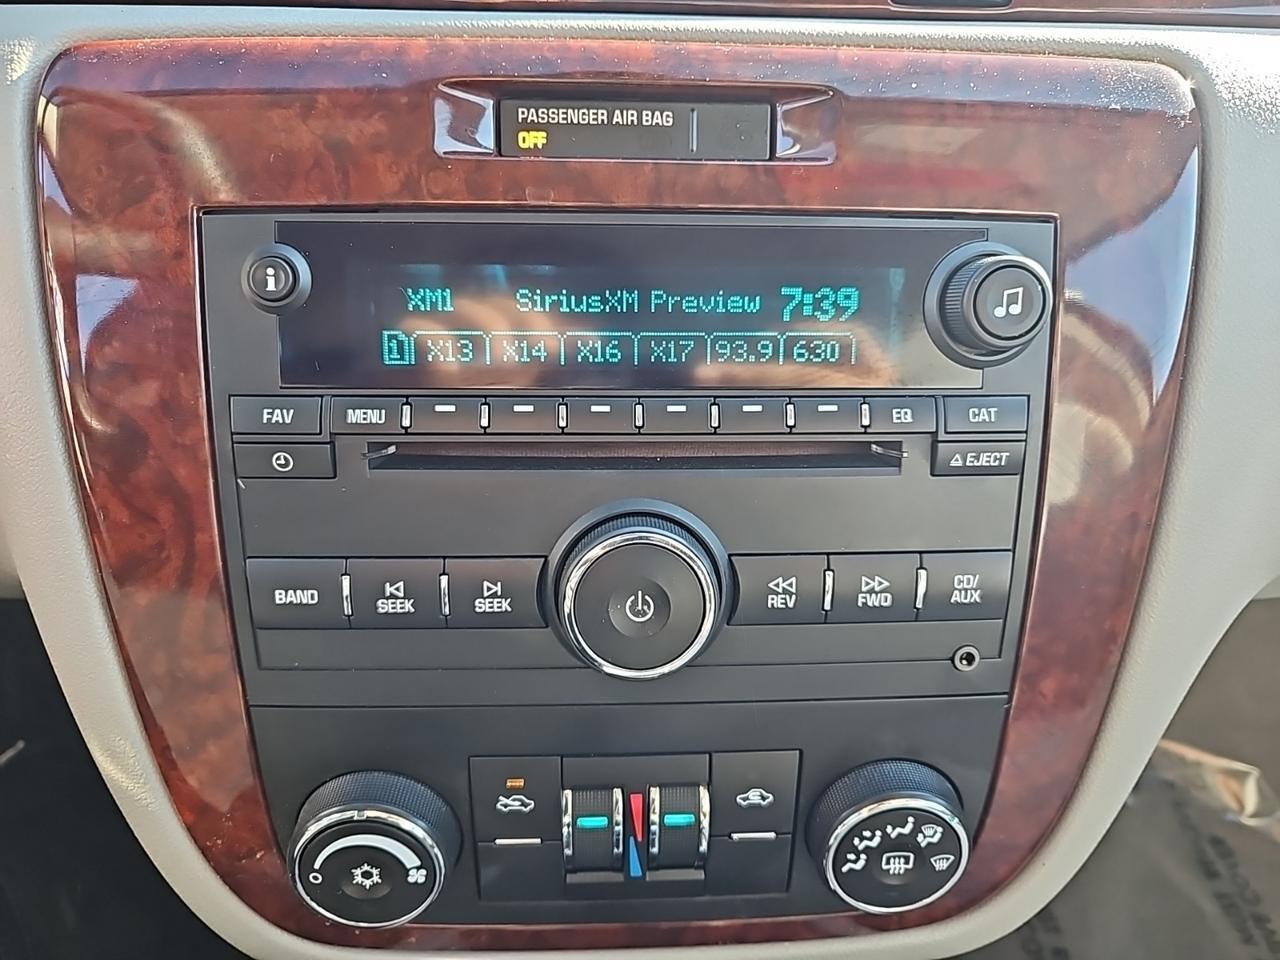 PASSENGER AIR BAG
OFF
i
XM1 SiriusXM Preview 7:39
1 X13 X14 X16 X17 93.9 630
FAV MENU EQ CAT
EJECT
BAND SEEK SEEK REV FWD CD/
AUX